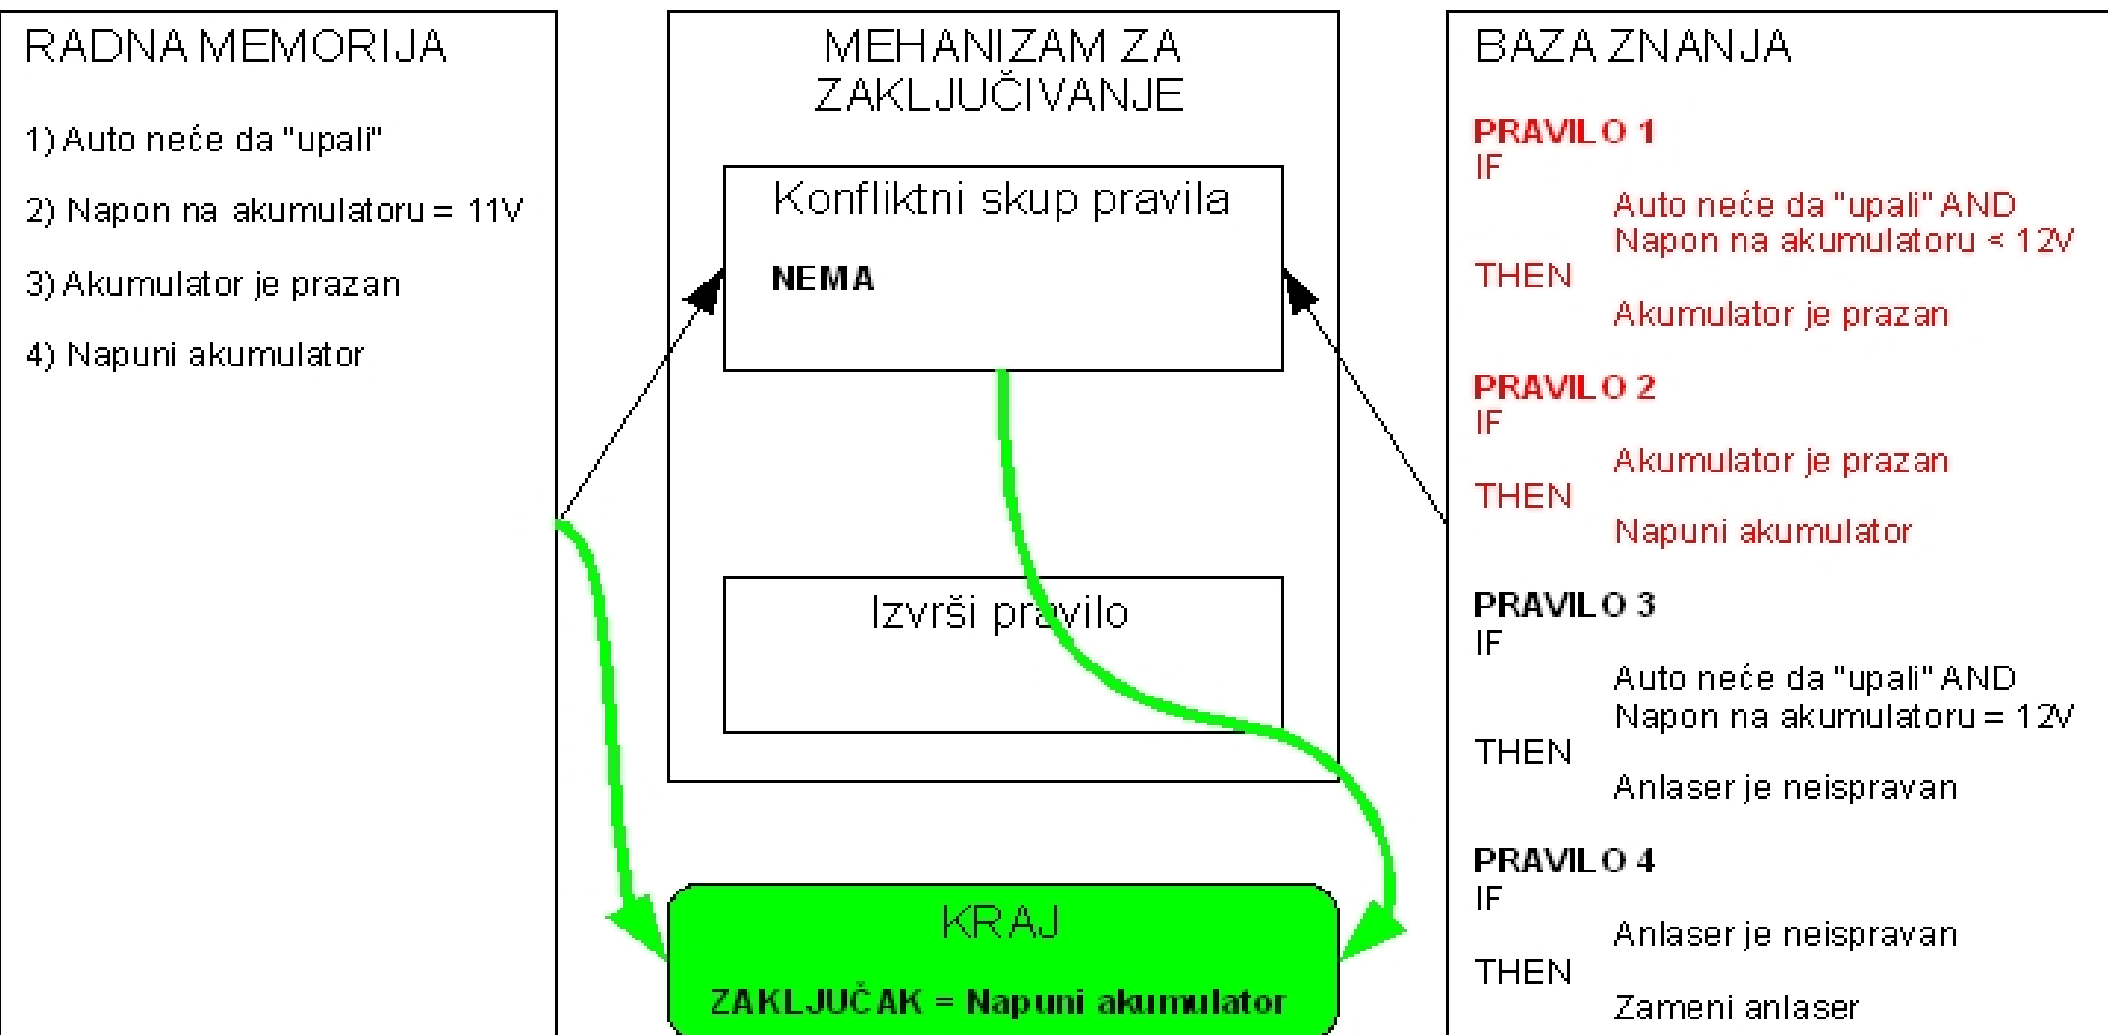 RADNA MEMORIJA
1) Auto neće da "upali"
2) Napon na akumulatoru = 11V
3) Akumulator je prazan
4) Napuni akumulator
MEHANIZAM ZA
ZAKLJUČIVANJE
Konfliktni skup pravila
NEMA
Izvrši pravilo
KRAJ
ZAKLJUČAK = Napuni akumulator
BAZA ZNANJA
PRAVILO 1
IF
Auto neće da "upali" AND
Napon na akumulatoru < 12V
THEN
Akumulator je prazan
PRAVILO 2
IF
Akumulator je prazan
THEN
Napuni akumulator
PRAVILO 3
IF
Auto neće da "upali" AND
Napon na akumulatoru = 12V
THEN
Anlaser je neispravan
PRAVILO 4
IF
Anlaser je neispravan
THEN
Zameni anlaser